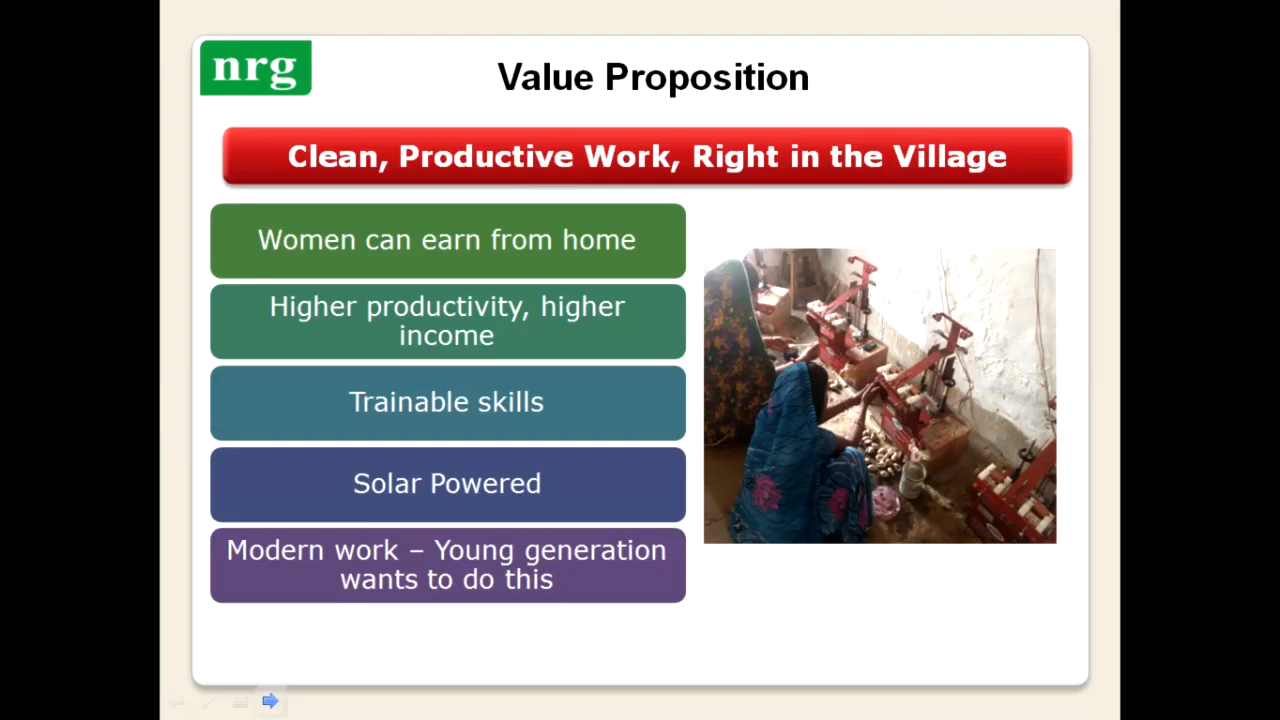 nrg
Value Proposition
Clean, Productive Work, Right in the Village
Women can earn from home
Higher productivity, higher
income
Trainable skills
Solar Powered
Modern work – Young generation
wants to do this